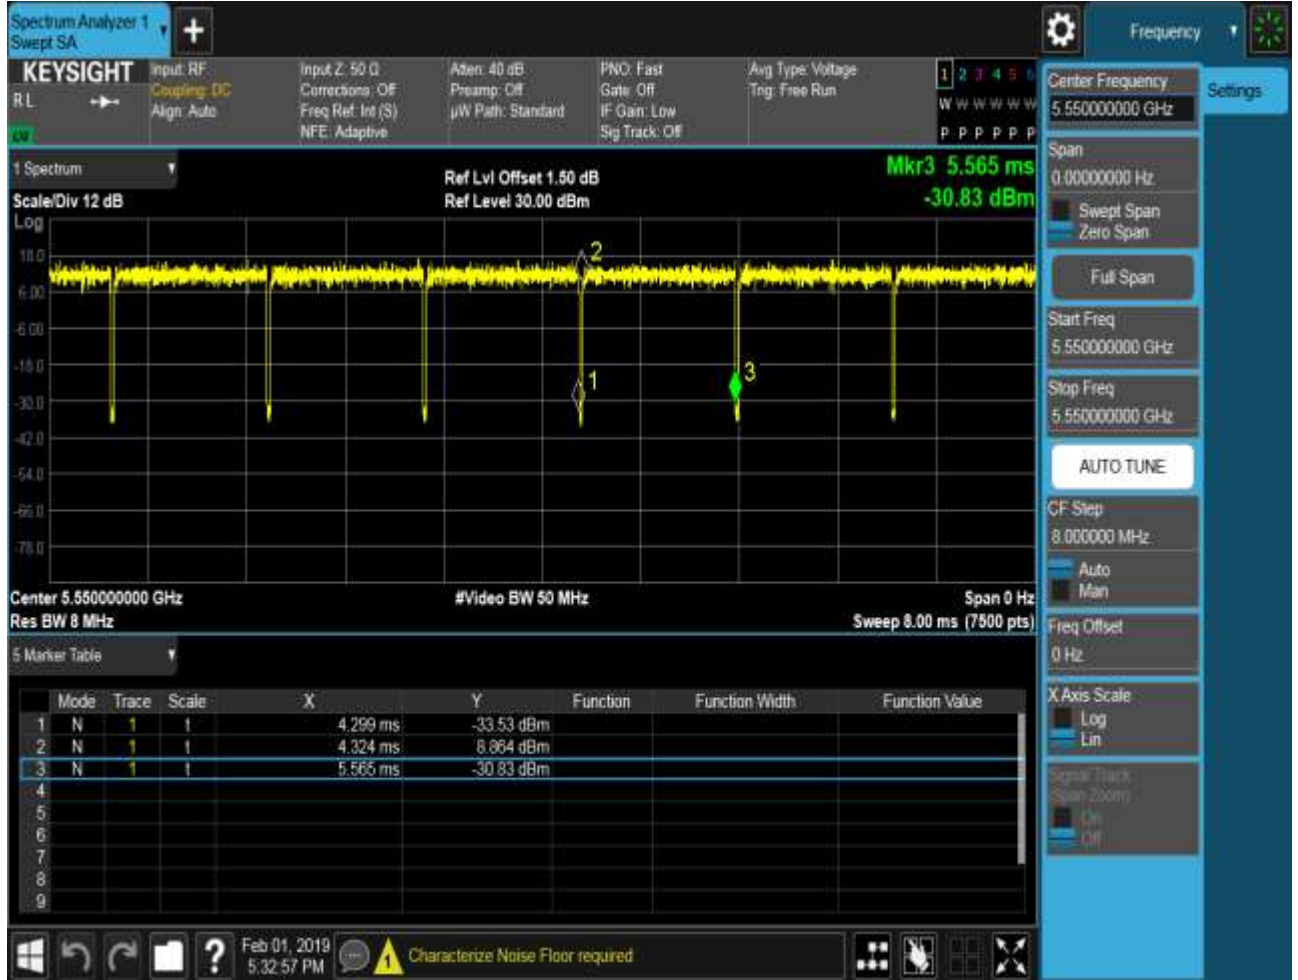 Spectrum Analyzer 1
Swept SA
+
Frequency
KEYSIGHT
RL
Input: RF
Coupling: DC
Align: Auto
Input Z: 50 Ω
Corrections: Off
Freq Ref: Int (S)
NFE: Adaptive
Atten: 40 dB
Preamp: Off
µW Path: Standard
PNO: Fast
Gate: Off
IF Gain: Low
Sig Track: Off
Avg Type: Voltage
Trig: Free Run
1 2 3 4 5 6
W W W W W W
P P P P P P
1 Spectrum
Scale/Div 12 dB
Log
Ref Lvl Offset 1.50 dB
Ref Level 30.00 dBm
Mkr3 5.565 ms
-30.83 dBm
18.0
6.00
-6.00
-18.0
-30.0
-42.0
-54.0
-66.0
-78.0
2
1
3
Center 5.550000000 GHz
#Video BW 50 MHz
Span 0 Hz
Res BW 8 MHz
Sweep 8.00 ms (7500 pts)
5 Marker Table
Mode Trace Scale X Y Function Function Width Function Value
1 N 1 t 4.299 ms -33.53 dBm
2 N 1 t 4.324 ms 8.864 dBm
3 N 1 t 5.565 ms -30.83 dBm
4
5
6
7
8
9
Center Frequency
5.550000000 GHz
Settings
Span
0.00000000 Hz
Swept Span
Zero Span
Full Span
Start Freq
5.550000000 GHz
Stop Freq
5.550000000 GHz
AUTO TUNE
CF Step
8.000000 MHz
Auto
Man
Freq Offset
0 Hz
X Axis Scale
Log
Lin
Signal Track
(Span Zoom)
On
Off
?
Feb 01, 2019
5:32:57 PM
1
Characterize Noise Floor required